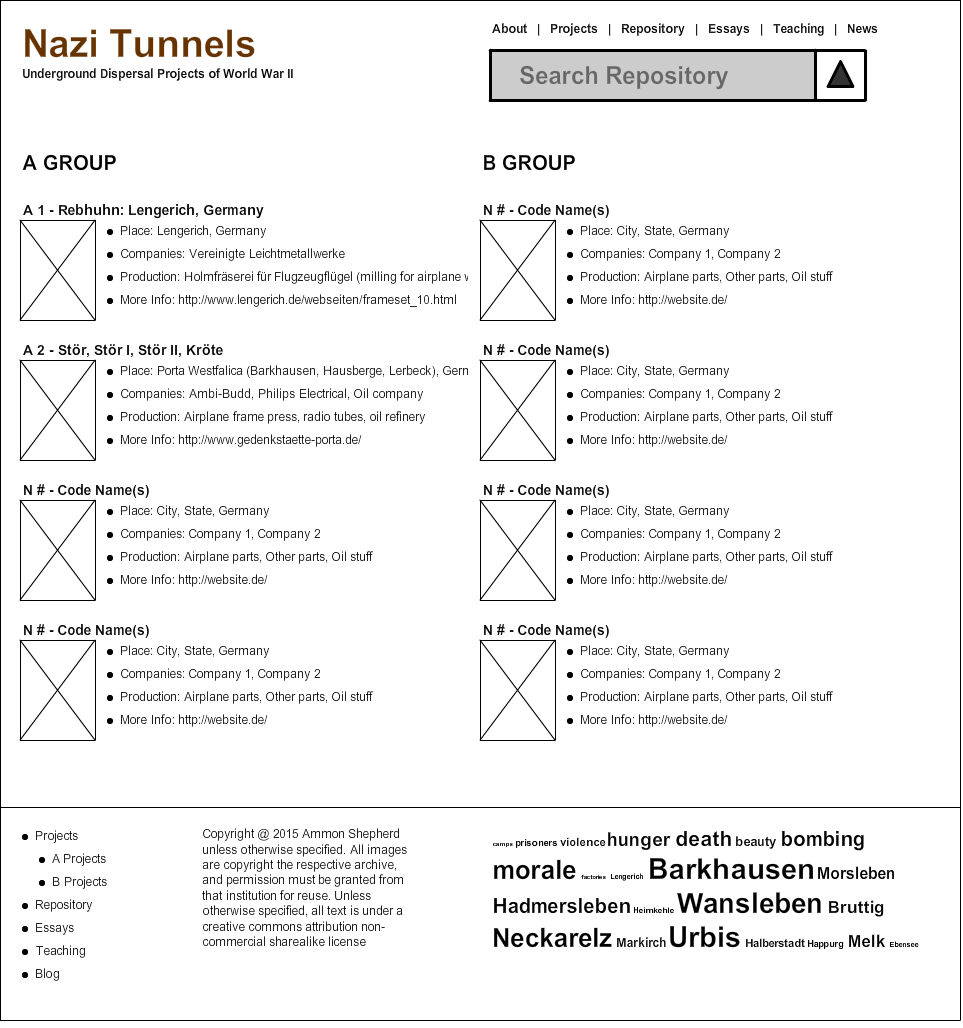 Nazi Tunnels
Underground Dispersal Projects of World War II
About | Projects | Repository | Essays | Teaching | News
Search Repository
A GROUP
A 1 - Rebhuhn: Lengerich, Germany
Place: Lengerich, Germany
Companies: Vereinigte Leichtmetallwerke
Production: Holmfräserei für Flugzeugflügel (milling for airplane
More Info: http://www.lengerich.de/webseiten/frameset_10.html
A 2 - Stör, Stör I, Stör II, Kröte
Place: Porta Westfalica (Barkhausen, Hausberge, Lerbeck),
Companies: Ambi-Budd, Philips Electrical, Oil company
Production: Airplane frame press, radio tubes, oil refinery
More Info: http://www.gedenkstaette-porta.de/
N # - Code Name(s)
Place: City, State, Germany
Companies: Company 1, Company 2
Production: Airplane parts, Other parts, Oil stuff
More Info: http://website.de/
N # - Code Name(s)
Place: City, State, Germany
Companies: Company 1, Company 2
Production: Airplane parts, Other parts, Oil stuff
More Info: http://website.de/
B GROUP
N # - Code Name(s)
Place: City, State, Germany
Companies: Company 1, Company 2
Production: Airplane parts, Other parts, Oil stuff
More Info: http://website.de/
N # - Code Name(s)
Place: City, State, Germany
Companies: Company 1, Company 2
Production: Airplane parts, Other parts, Oil stuff
More Info: http://website.de/
N # - Code Name(s)
Place: City, State, Germany
Companies: Company 1, Company 2
Production: Airplane parts, Other parts, Oil stuff
More Info: http://website.de/
N # - Code Name(s)
Place: City, State, Germany
Companies: Company 1, Company 2
Production: Airplane parts, Other parts, Oil stuff
More Info: http://website.de/
Projects
A Projects
B Projects
Repository
Essays
Teaching
Blog
Copyright @ 2015 Ammon Shepherd
unless otherwise specified. All images
are copyright the respective archive,
and permission must be granted from
that institution for reuse. Unless
otherwise specified, all text is under a
creative commons attribution non-
commercial sharealike license
camps prisoners violence hunger death beauty bombing
morale factories Lengerich Barkhausen Morsleben
Hadmersleben Heimkehle Wansleben Bruttig
Neckarelz Markirch Urbis Halberstadt Happurg Melk Ebensee